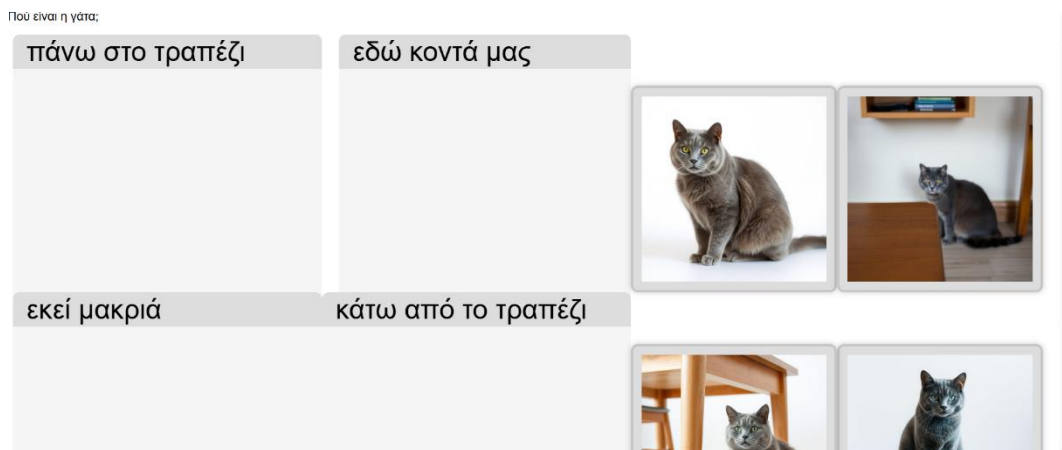 Πού είναι η γάτα;
πάνω στο τραπέζι
εδώ κοντά μας
εκεί μακριά
κάτω από το τραπέζι